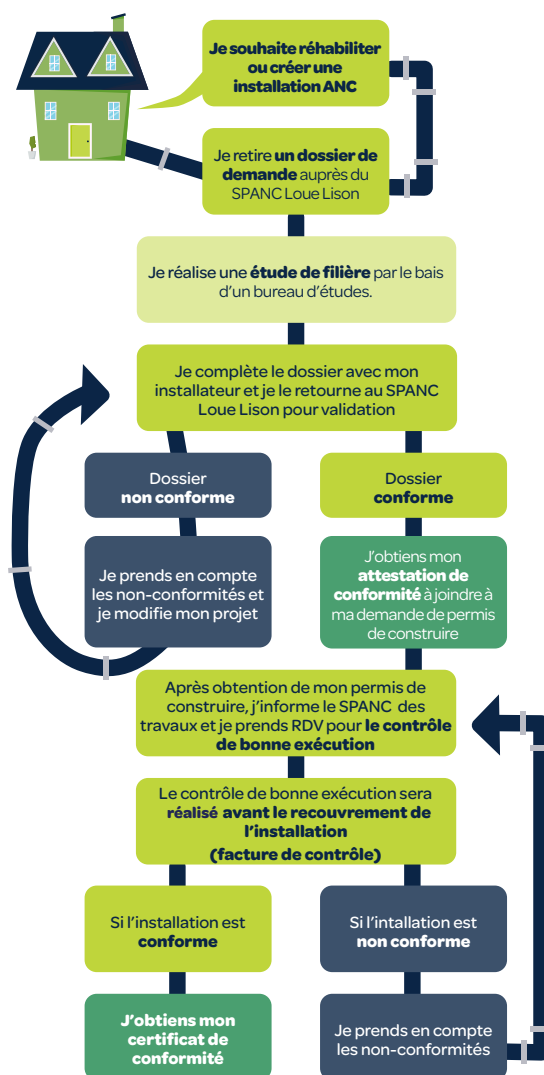 Je souhaite réhabiliter
ou créer une
installation ANC
Je retire un dossier de
demande auprès du
SPANC Loue Lison
Je réalise une étude de filière par le bais
d'un bureau d'études.
Je complète le dossier avec mon
installateur et je le retourne au SPANC
Loue Lison pour validation
Dossier
non conforme
Dossier
conforme
Je prends en compte
les non-conformités et
je modifie mon projet
J'obtiens mon
attestation de
conformité à joindre à
ma demande de permis
de construire
Après obtention de mon permis de
construire, j'informe le SPANC des
travaux et je prends RDV pour le contrôle
de bonne exécution
Le contrôle de bonne exécution sera
réalisé avant le recouvrement de
l'installation
(facture de contrôle)
Si l'installation est
conforme
Si l'intallation est
non conforme
J'obtiens mon
certificat de
conformité
Je prends en compte
les non-conformités